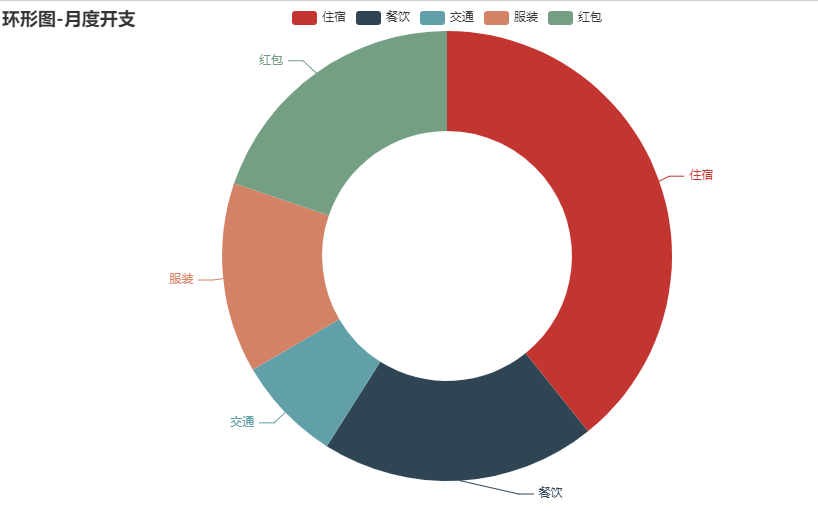 环形图-月度开支
住宿 餐饮 交通 服装 红包
红包
住宿
服装
交通
餐饮